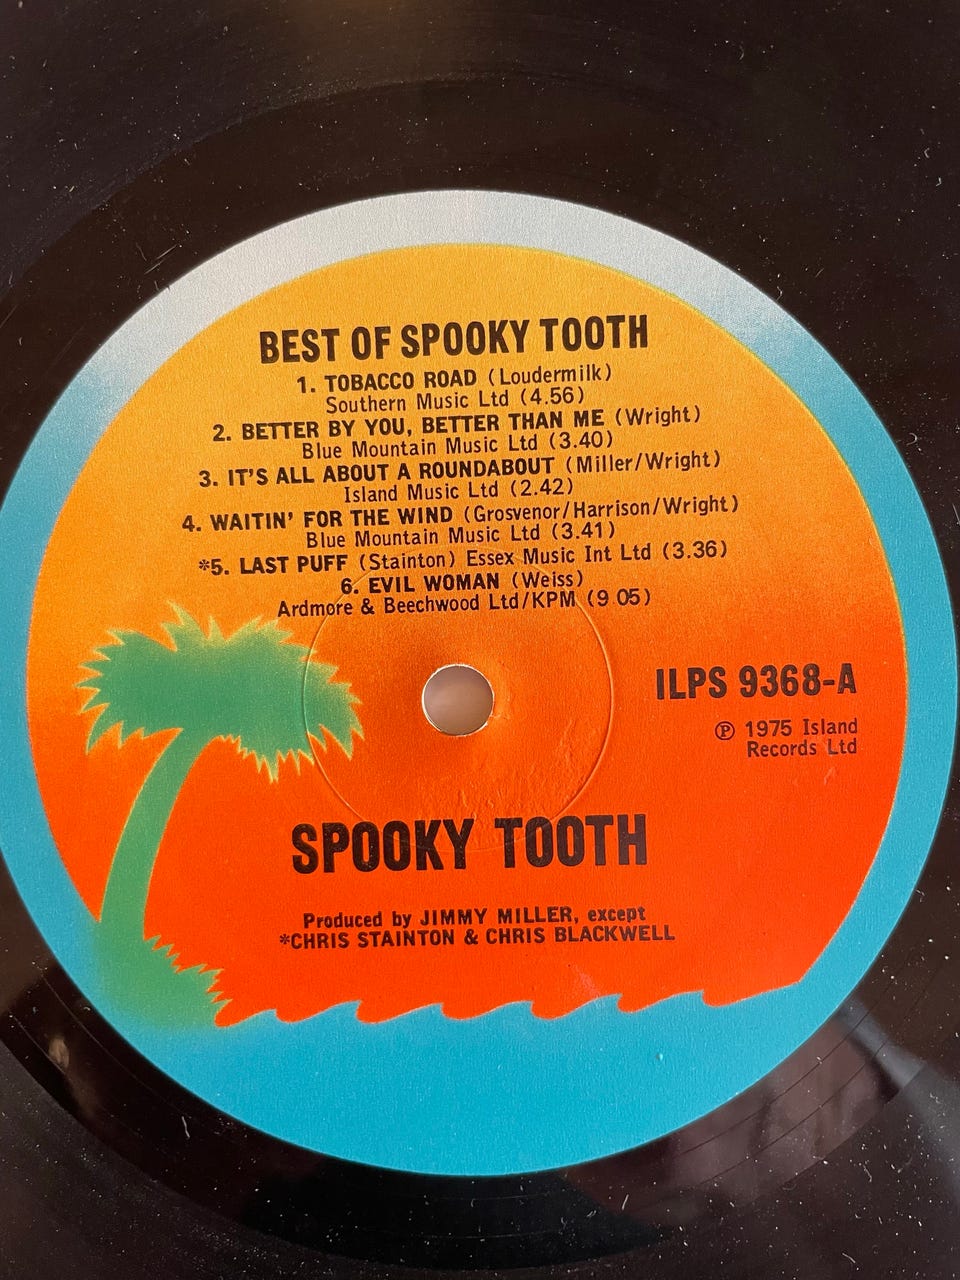 BEST OF SPOOKY TOOTH
1. TOBACCO ROAD (Loudermilk)
Southern Music Ltd (4.56)
2. BETTER BY YOU, BETTER THAN ME (Wright)
Blue Mountain Music Ltd (3.40)
3. IT'S ALL ABOUT A ROUNDABOUT (Miller/Wright)
Island Music Ltd (2.42)
4. WAITIN' FOR THE WIND (Grosvenor/Harrison/Wright)
Blue Mountain Music Ltd (3.41)
*5. LAST PUFF (Stainton) Essex Music Int Ltd (3.36)
6. EVIL WOMAN (Weiss)
Ardmore & Beechwood Ltd/KPM (9 05)
ILPS 9368-A
℗ 1975 Island
Records Ltd
SPOOKY TOOTH
Produced by JIMMY MILLER, except
*CHRIS STAINTON & CHRIS BLACKWELL